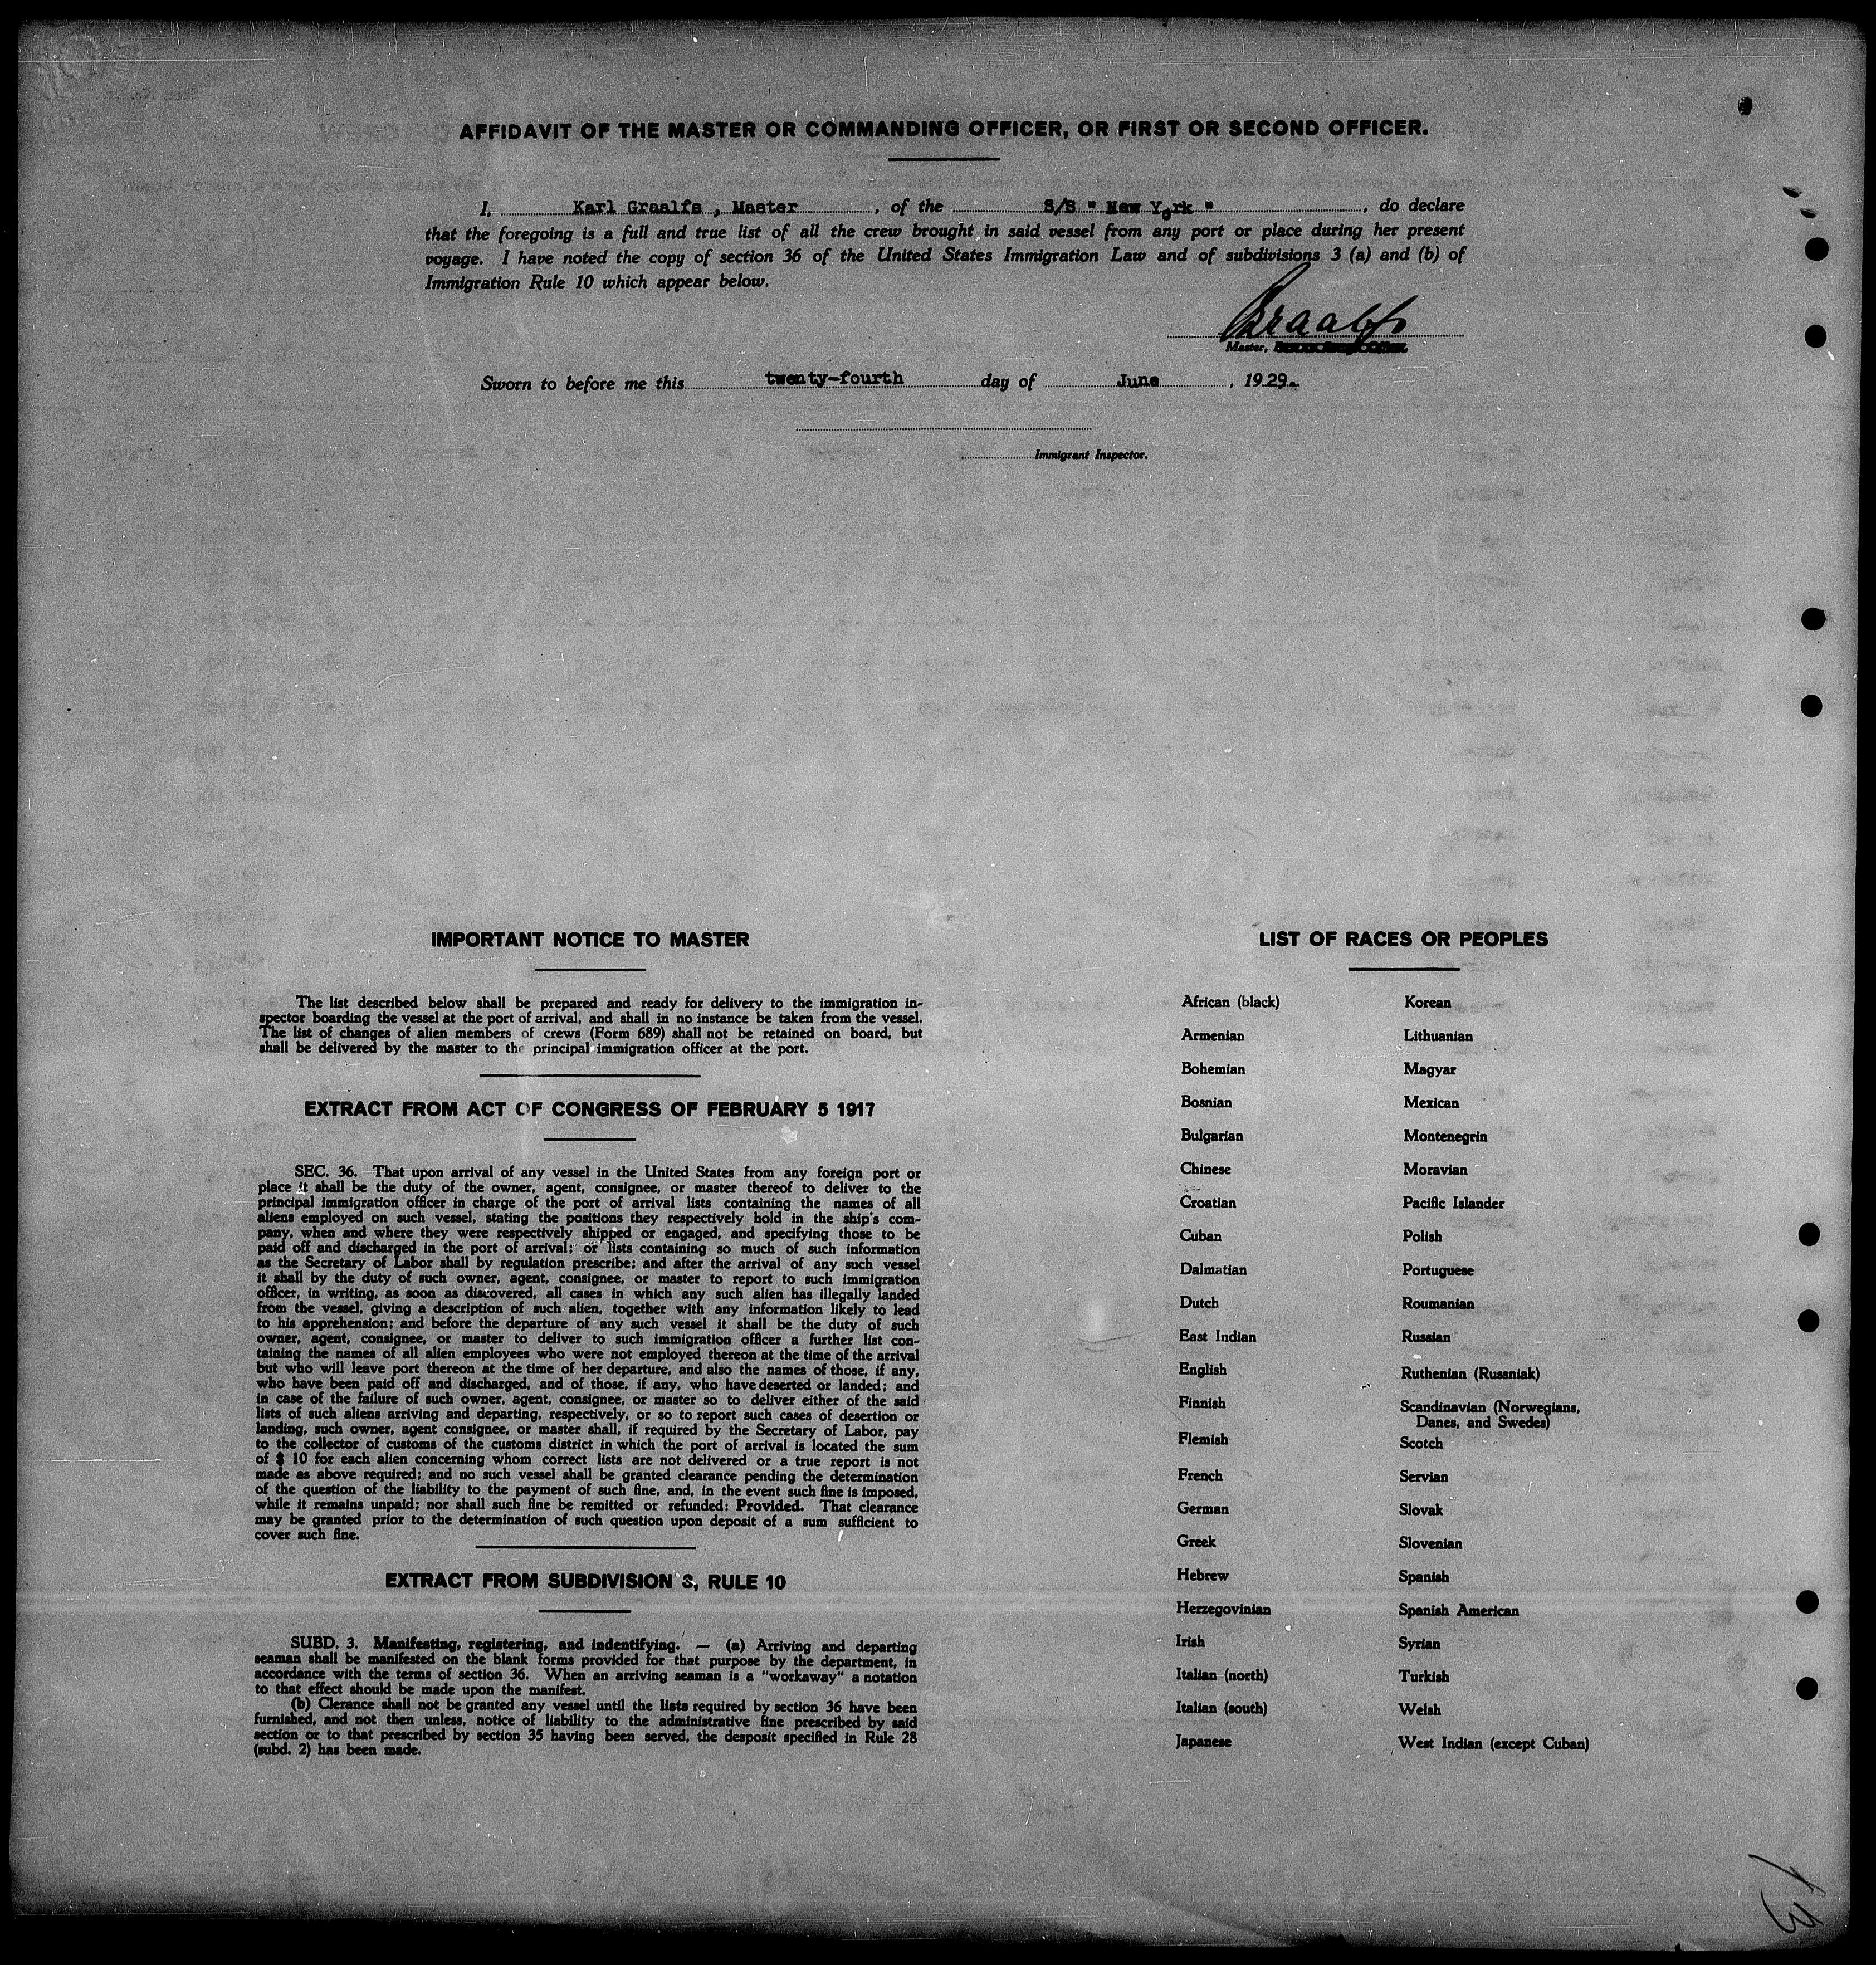 AFFIDAVIT OF THE MASTER OR COMMANDING OFFICER, OR FIRST OR SECOND OFFICER.
I, Karl Graalfs , Master , of the S/S " New York " , do declare
that the foregoing is a full and true list of all the crew brought in said vessel from any port or place during her present
voyage. I have noted the copy of section 36 of the United States Immigration Law and of subdivisions 3 (a) and (b) of
Immigration Rule 10 which appear below.
Graalfs
Master,
Sworn to before me this twenty-fourth day of June , 1929.
Immigrant Inspector.
IMPORTANT NOTICE TO MASTER
The list described below shall be prepared and ready for delivery to the immigration in-
spector boarding the vessel at the port of arrival, and shall in no instance be taken from the vessel.
The list of changes of alien members of crews (Form 689) shall not be retained on board, but
shall be delivered by the master to the principal immigration officer at the port.
EXTRACT FROM ACT OF CONGRESS OF FEBRUARY 5 1917
SEC. 36. That upon arrival of any vessel in the United States from any foreign port or
place it shall be the duty of the owner, agent, consignee, or master thereof to deliver to the
principal immigration officer in charge of the port of arrival lists containing the names of all
aliens employed on such vessel, stating the positions they respectively hold in the ship's com-
pany, when and where they were respectively shipped or engaged, and specifying those to be
paid off and discharged in the port of arrival; or lists containing so much of such information
as the Secretary of Labor shall by regulation prescribe; and after the arrival of any such vessel
it shall by the duty of such owner, agent, consignee, or master to report to such immigration
officer, in writing, as soon as discovered, all cases in which any such alien has illegally landed
from the vessel, giving a description of such alien, together with any information likely to lead
to his apprehension; and before the departure of any such vessel it shall be the duty of such
owner, agent, consignee, or master to deliver to such immigration officer a further list con-
taining the names of all alien employees who were not employed thereon at the time of the arrival
but who will leave port thereon at the time of her departure, and also the names of those, if any,
who have been paid off and discharged, and of those, if any, who have deserted or landed; and
in case of the failure of such owner, agent, consignee, or master so to deliver either of the said
lists of such aliens arriving and departing, respectively, or so to report such cases of desertion or
landing, such owner, agent consignee, or master shall, if required by the Secretary of Labor, pay
to the collector of customs of the customs district in which the port of arrival is located the sum
of $ 10 for each alien concerning whom correct lists are not delivered or a true report is not
made as above required; and no such vessel shall be granted clearance pending the determination
of the question of the liability to the payment of such fine, and, in the event such fine is imposed,
while it remains unpaid; nor shall such fine be remitted or refunded: Provided. That clearance
may be granted prior to the determination of such question upon deposit of a sum sufficient to
cover such fine.
EXTRACT FROM SUBDIVISION 3, RULE 10
SUBD. 3. Manifesting, registering, and indentifying. — (a) Arriving and departing
seaman shall be manifested on the blank forms provided for that purpose by the department, in
accordance with the terms of section 36. When an arriving seaman is a "workaway" a notation
to that effect should be made upon the manifest.
(b) Clerance shall not be granted any vessel until the lists required by section 36 have been
furnished, and not then unless, notice of liability to the administrative fine prescribed by said
section or to that prescribed by section 35 having been served, the desposit specified in Rule 28
(subd. 2) has been made.
LIST OF RACES OR PEOPLES
African (black)
Armenian
Bohemian
Bosnian
Bulgarian
Chinese
Croatian
Cuban
Dalmatian
Dutch
East Indian
English
Finnish
Flemish
French
German
Greek
Hebrew
Herzegovinian
Irish
Italian (north)
Italian (south)
Japanese
Korean
Lithuanian
Magyar
Mexican
Montenegrin
Moravian
Pacific Islander
Polish
Portuguese
Roumanian
Russian
Ruthenian (Russniak)
Scandinavian (Norwegians,
Danes, and Swedes)
Scotch
Servian
Slovak
Slovenian
Spanish
Spanish American
Syrian
Turkish
Welsh
West Indian (except Cuban)
13